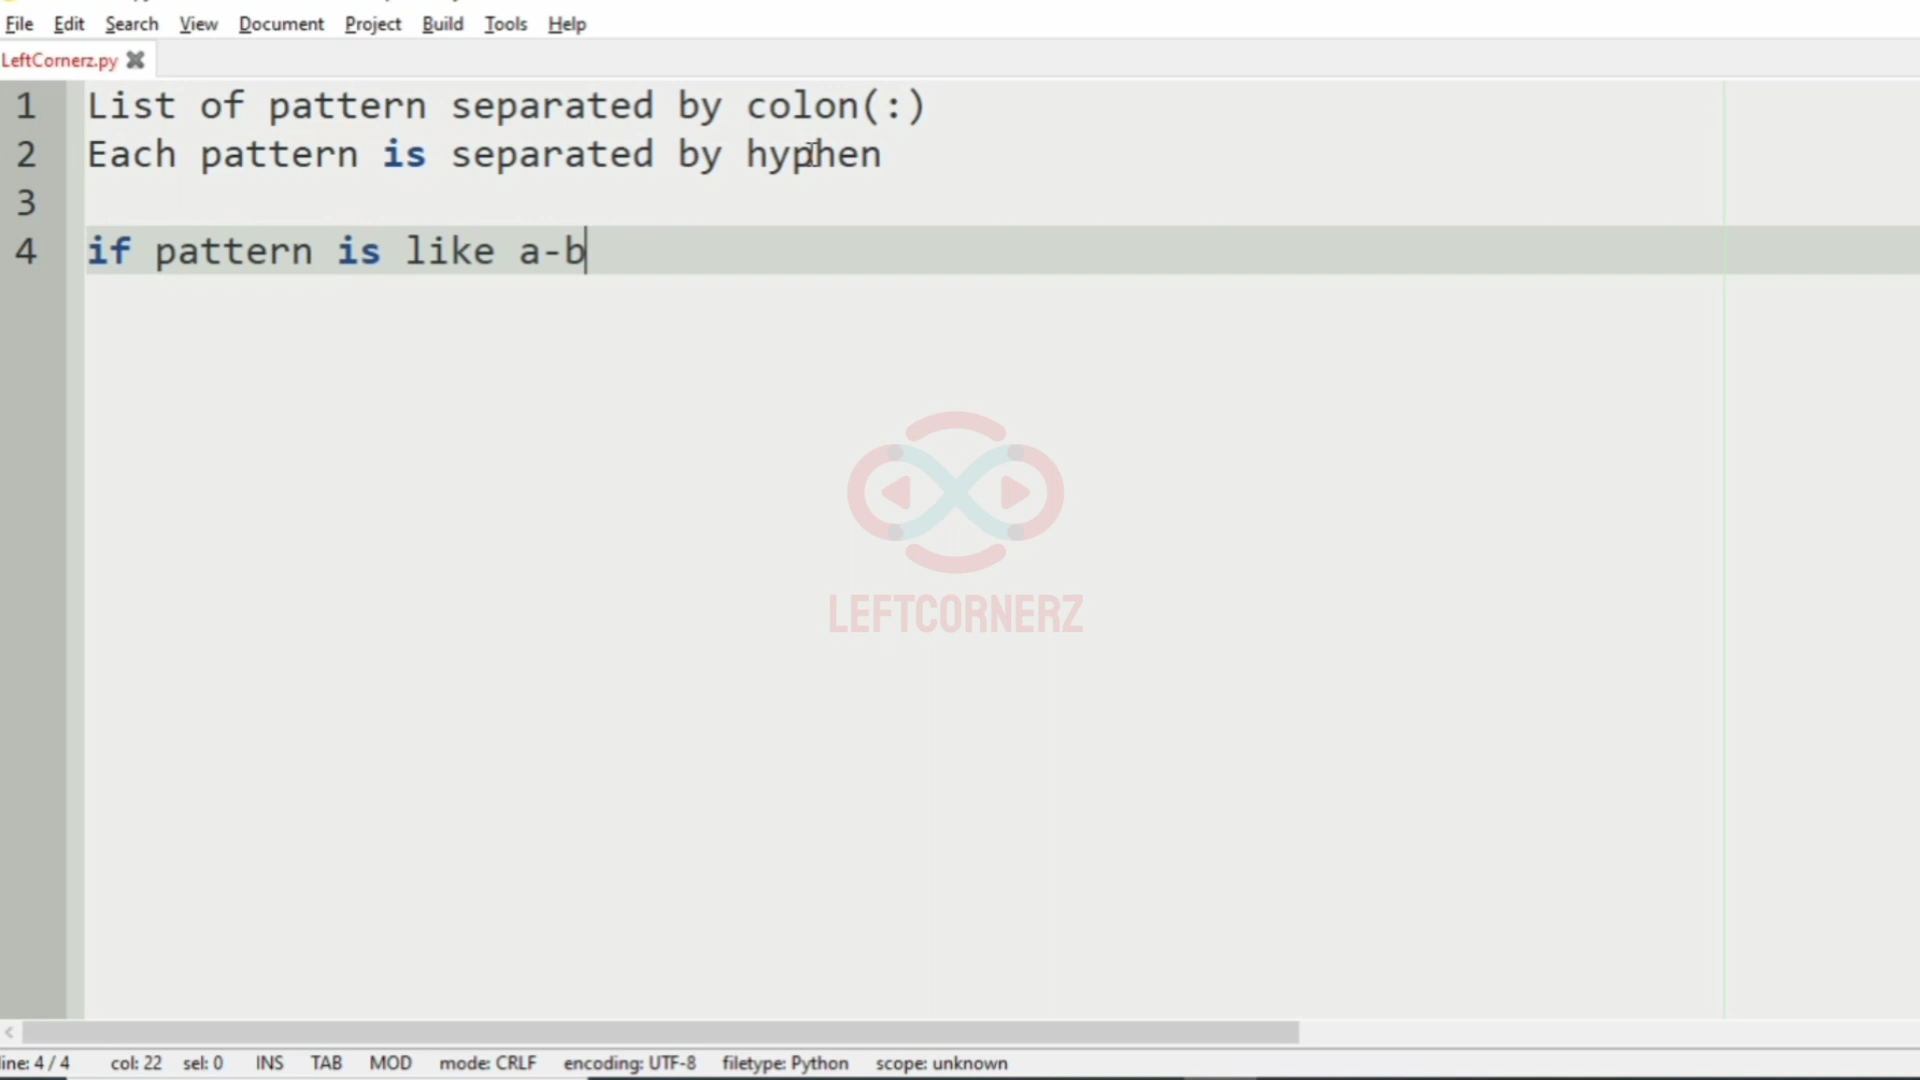 File Edit Search View Document Project Build Tools Help
LeftCornerz.py
1 List of pattern separated by colon(:)
2 Each pattern is separated by hyphen
3
4 if pattern is like a-b
LEFTCORNERZ
line: 4 / 4 col: 22 sel: 0 INS TAB MOD mode: CRLF encoding: UTF-8 filetype: Python scope: unknown